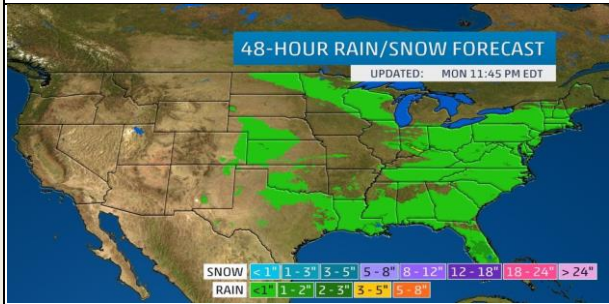 48-HOUR RAIN/SNOW FORECAST
UPDATED: MON 11:45 PM EDT
SNOW <1" 1 - 3" 3 - 5" 5 - 8" 8 - 12" 12 - 18" 18 - 24" > 24"
RAIN <1" 1 - 2" 2 - 3" 3 - 5" 5 - 8"